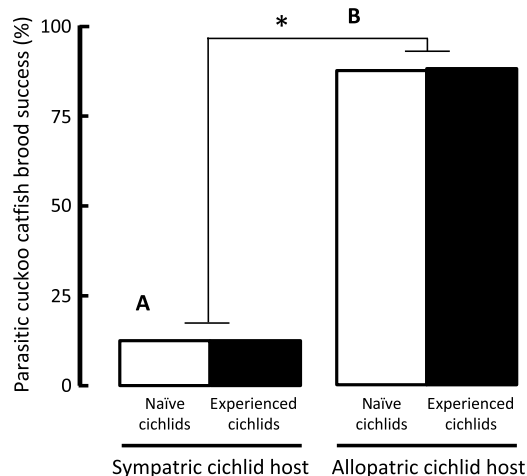 Parasitic cuckoo catfish brood success (%)
100
75
50
25
0
*
A
B
Naïve
cichlids
Experienced
cichlids
Naïve
cichlids
Experienced
cichlids
Sympatric cichlid host
Allopatric cichlid host